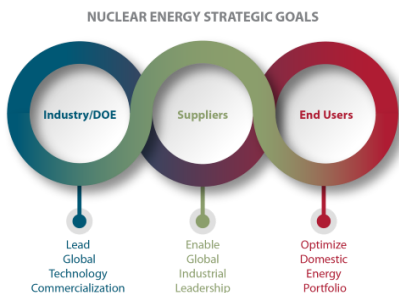 NUCLEAR ENERGY STRATEGIC GOALS
Industry/DOE
Suppliers
End Users
Lead
Global
Technology
Commercialization
Enable
Global
Industrial
Leadership
Optimize
Domestic
Energy
Portfolio